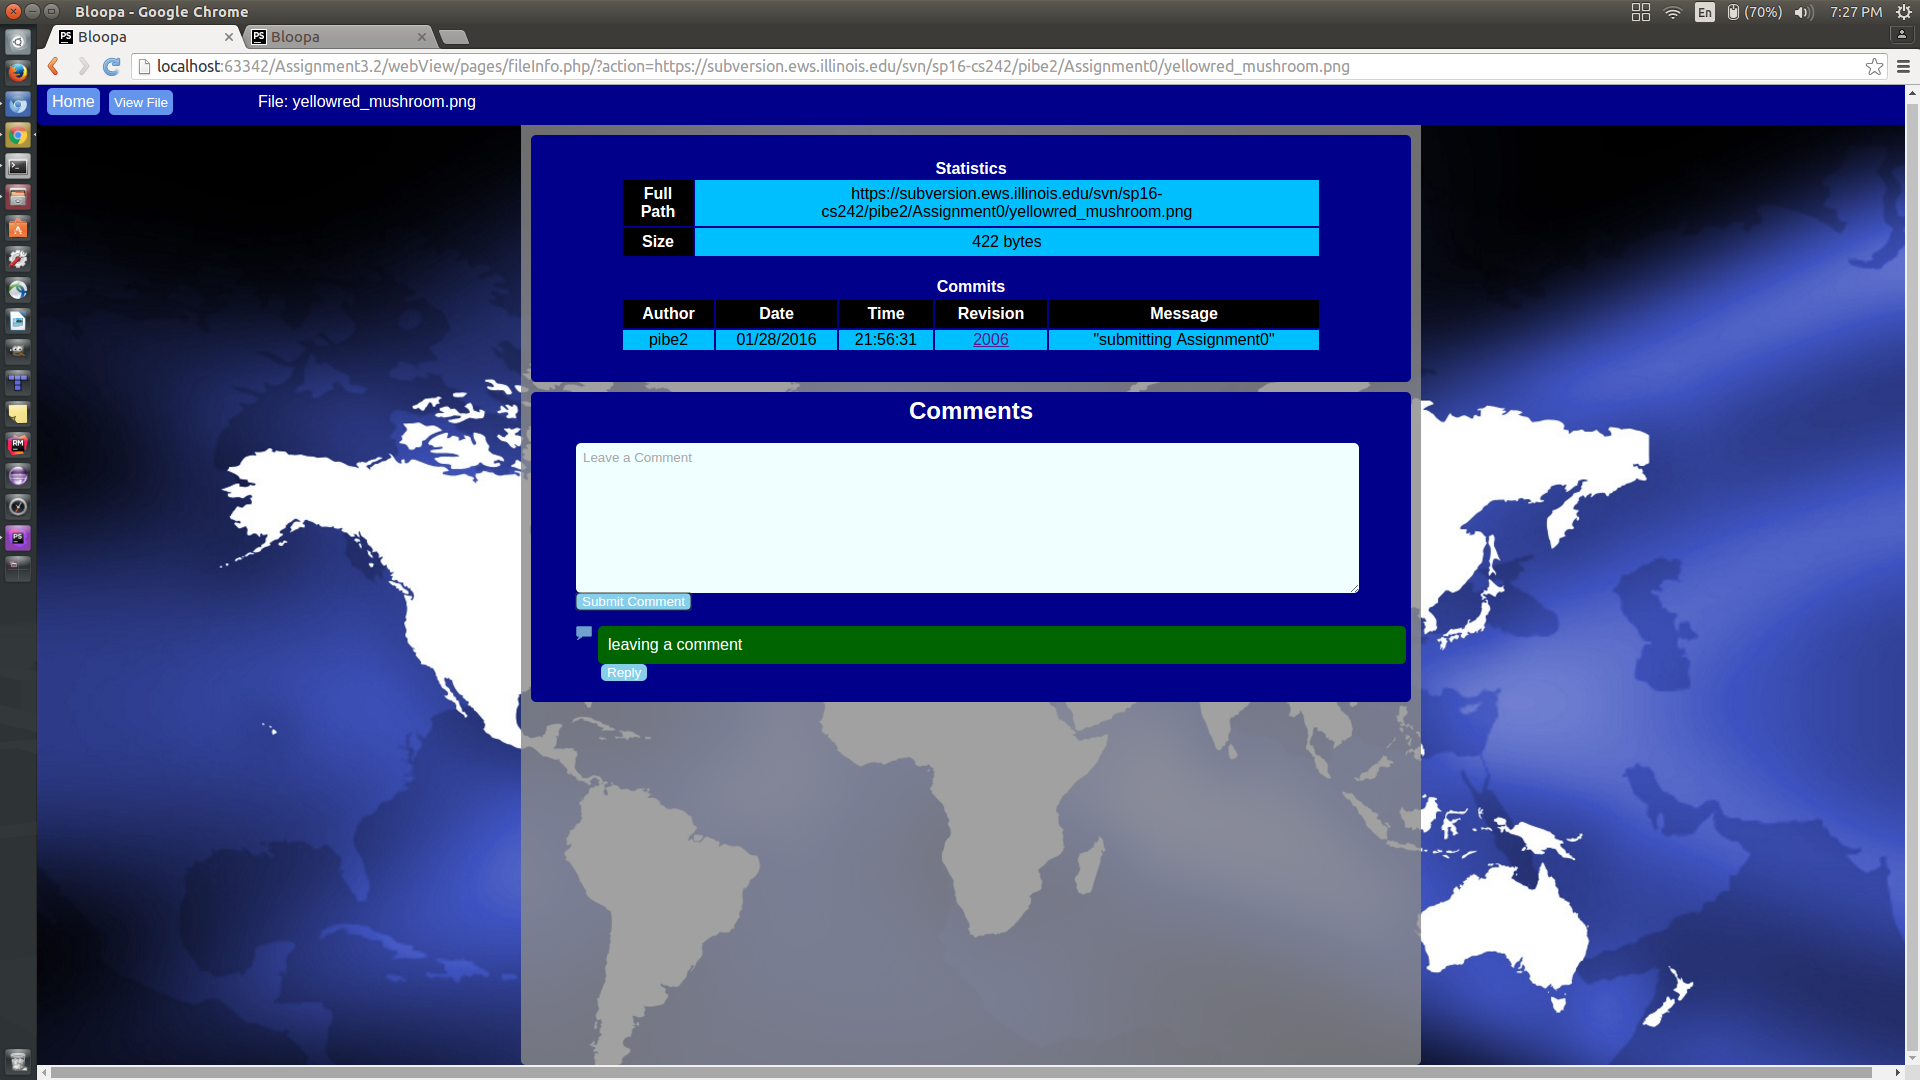 Bloopa - Google Chrome
En
(70%)
7:27 PM
PS Bloopa
PS Bloopa
localhost:63342/Assignment3.2/webView/pages/fileInfo.php/?action=https://subversion.ews.illinois.edu/svn/sp16-cs242/pibe2/Assignment0/yellowred_mushroom.png
Home View File File: yellowred_mushroom.png
Statistics
Full Path
https://subversion.ews.illinois.edu/svn/sp16-
cs242/pibe2/Assignment0/yellowred_mushroom.png
Size 422 bytes
Commits
Author Date Time Revision Message
pibe2 01/28/2016 21:56:31 2006 "submitting Assignment0"
Comments
Leave a Comment
Submit Comment
leaving a comment
Reply
RM
PS